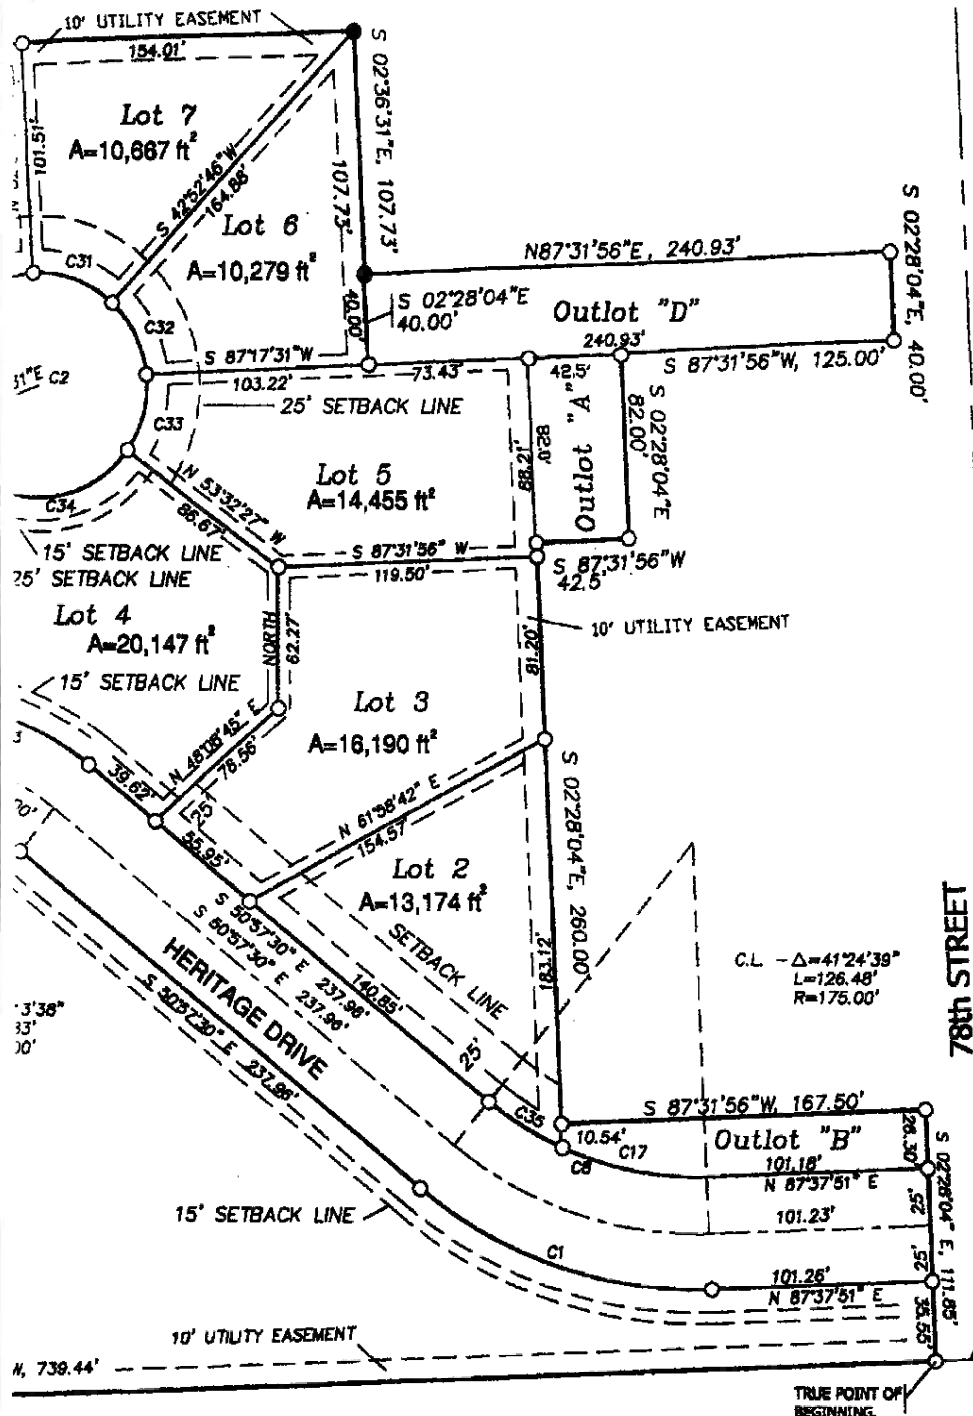 10' UTILITY EASEMENT
154.01'
101.51'
Lot 7
A=10,667 ft²
S 42°52'46"W
164.88'
S 02°36'31"E, 107.73'
107.73'
Lot 6
A=10,279 ft²
C31
C32
N87°31'56"E, 240.93'
S 02°28'04"E, 40.00'
40.00'
S 02°28'04"E
40.00'
Outlot "D"
240.93'
S 87°31'56"W, 125.00'
S 87°17'31"W
103.22'
73.43'
42.5'
31"E C2
25' SETBACK LINE
C33
Outlot "A"
82.0'
68.21'
S 02°28'04"E
82.00'
Lot 5
A=14,455 ft²
N 53°32'27" W
86.67'
C34
15' SETBACK LINE
25' SETBACK LINE
S 87°31'56" W
119.50'
S 87°31'56"W
42.5'
Lot 4
A=20,147 ft²
NORTH
62.27'
81.20'
10' UTILITY EASEMENT
15' SETBACK LINE
Lot 3
A=16,190 ft²
N 48°08'45" E
78.56'
39.62'
25'
55.95'
N 61°58'42" E
154.57'
S 02°28'04"E, 260.00'
Lot 2
A=13,174 ft²
183.12'
SETBACK LINE
25'
S 50°57'30" E 237.96'
S 50°57'30" E 237.96'
140.85'
HERITAGE DRIVE
S 50°57'30" E 237.96'
C.L. - Δ=41°24'39"
L=126.48'
R=175.00'
78th STREET
C35
S 87°31'56"W, 167.50'
10.54'
C17
C8
Outlot "B"
26.30'
101.18'
N 87°37'51" E
S 02°28'04" E, 111.85'
25'
101.23'
25'
15' SETBACK LINE
C1
101.26'
N 87°37'51" E
35.55'
10' UTILITY EASEMENT
W, 739.44'
TRUE POINT OF
BEGINNING.